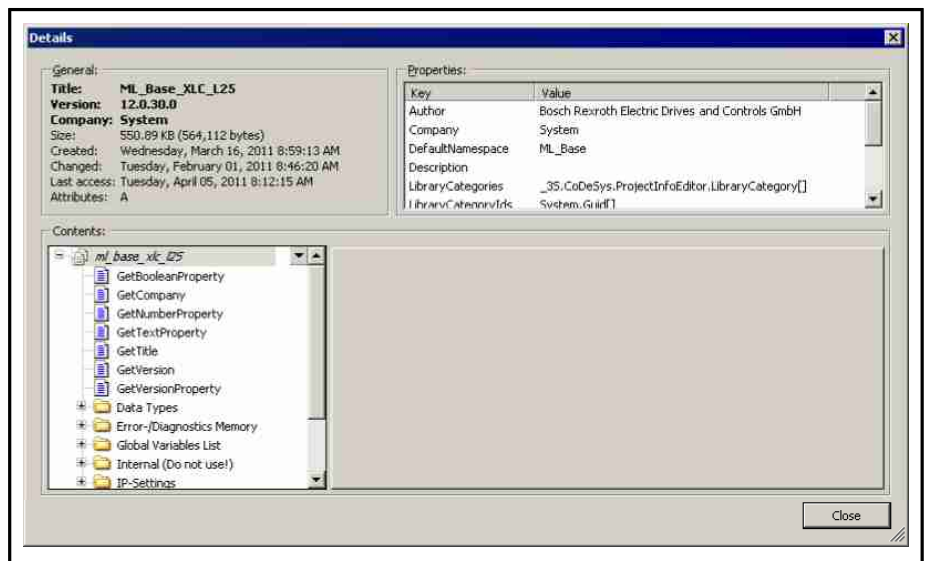 Details
General:
Title: ML_Base_XLC_L25
Version: 12.0.30.0
Company: System
Size: 550.89 KB (564,112 bytes)
Created: Wednesday, March 16, 2011 8:59:13 AM
Changed: Tuesday, February 01, 2011 8:46:20 AM
Last access: Tuesday, April 05, 2011 8:12:15 AM
Attributes: A
Properties:
Key Value
Author Bosch Rexroth Electric Drives and Controls GmbH
Company System
DefaultNamespace ML_Base
Description
LibraryCategories _3S.CoDeSys.ProjectInfoEditor.LibraryCategory[]
LibraryCategoryIds System.Guid[]
Contents:
ml_base_xlc_l25
GetBooleanProperty
GetCompany
GetNumberProperty
GetTextProperty
GetTitle
GetVersion
GetVersionProperty
Data Types
Error-/Diagnostics Memory
Global Variables List
Internal (Do not use!)
IP-Settings
Close